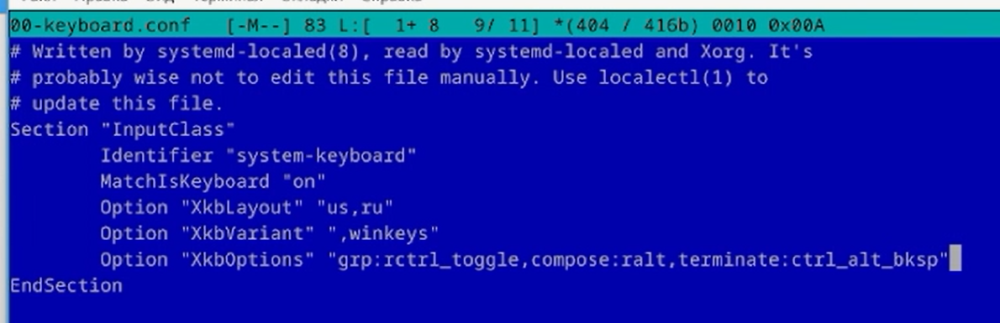 00-keyboard.conf   [-M--] 83 L:[  1+ 8   9/ 11] *(404 / 416b) 0010 0x00A
# Written by systemd-localed(8), read by systemd-localed and Xorg. It's
# probably wise not to edit this file manually. Use localectl(1) to
# update this file.
Section "InputClass"
        Identifier "system-keyboard"
        MatchIsKeyboard "on"
        Option "XkbLayout" "us,ru"
        Option "XkbVariant" ",winkeys"
        Option "XkbOptions" "grp:rctrl_toggle,compose:ralt,terminate:ctrl_alt_bksp"
EndSection